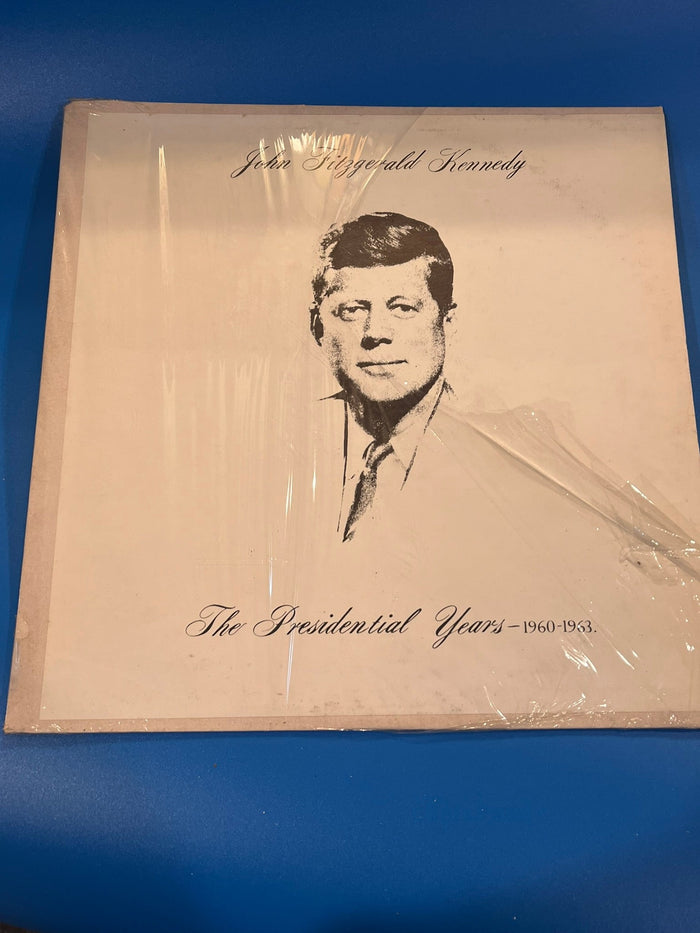 John Fitzgerald Kennedy
The Presidential Years-1960-1963.